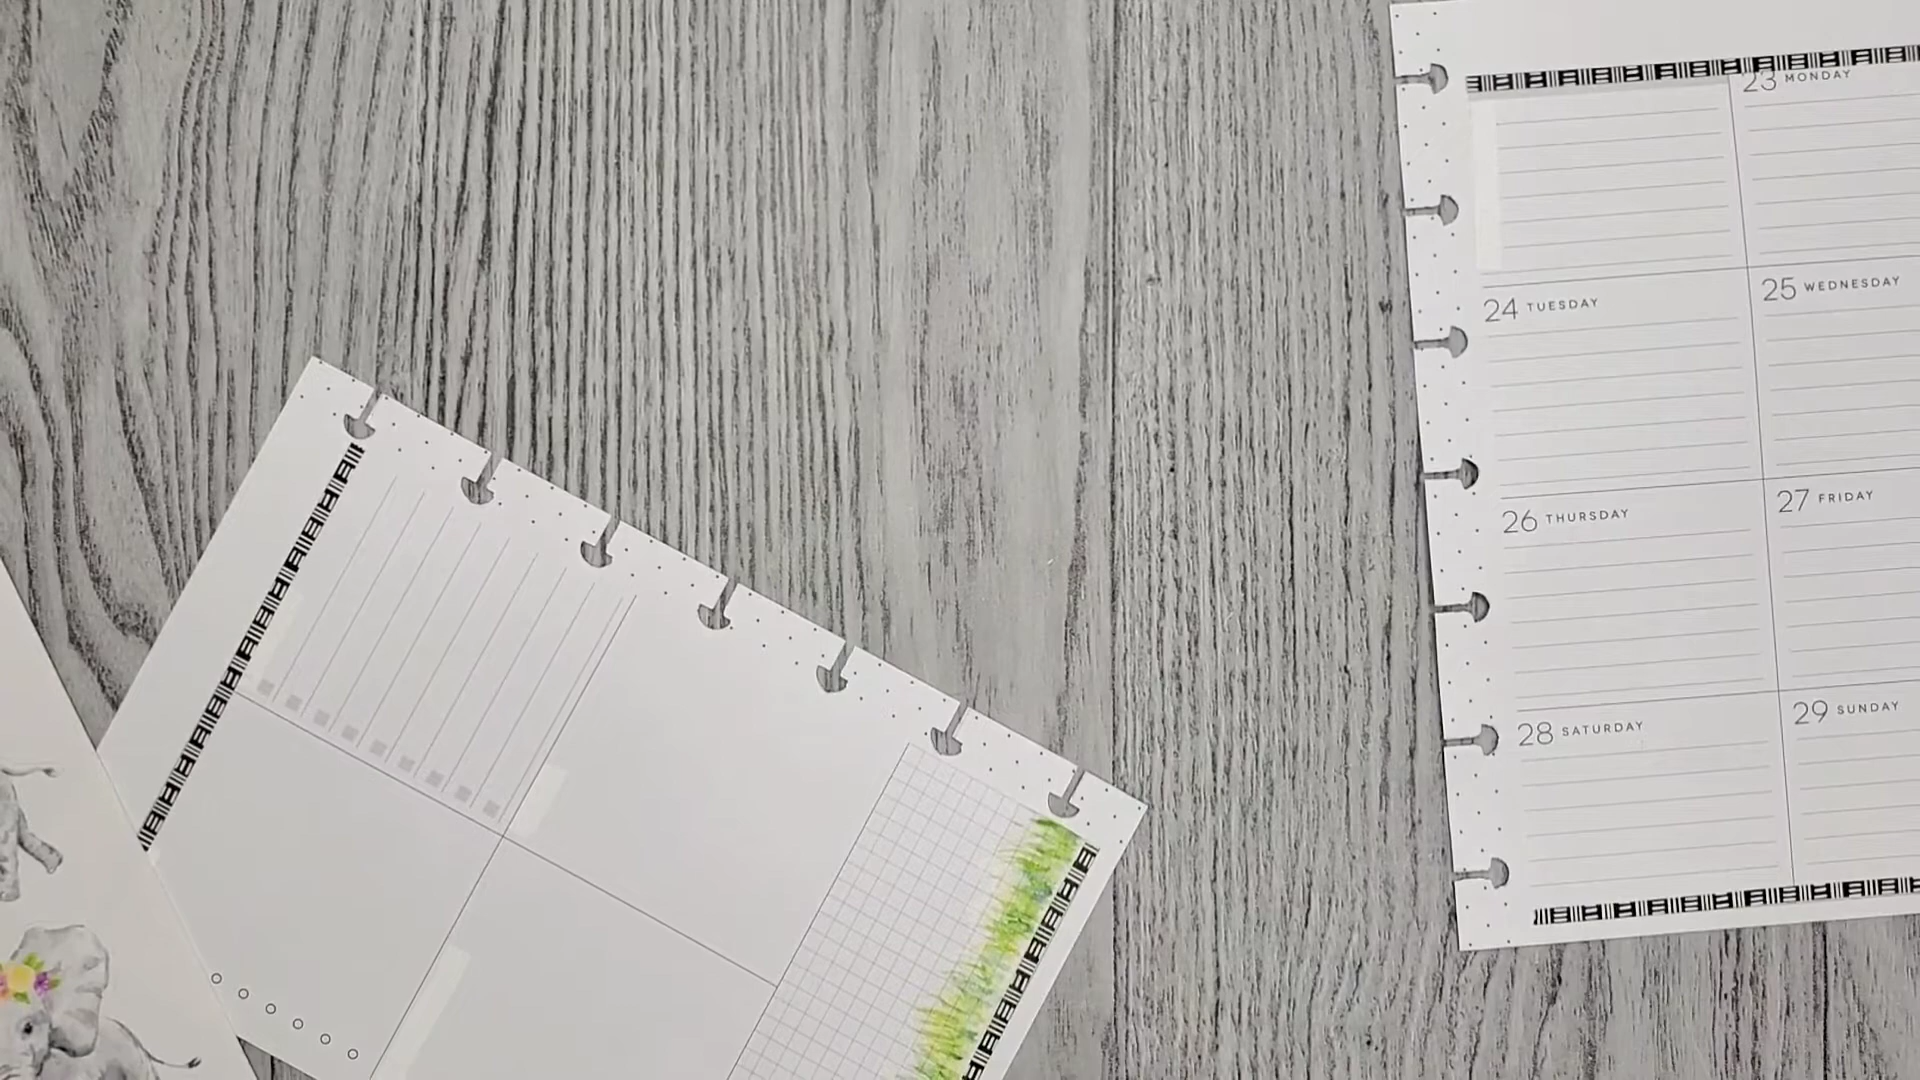 23 MONDAY
24 TUESDAY
25 WEDNESDAY
26 THURSDAY
27 FRIDAY
28 SATURDAY
29 SUNDAY